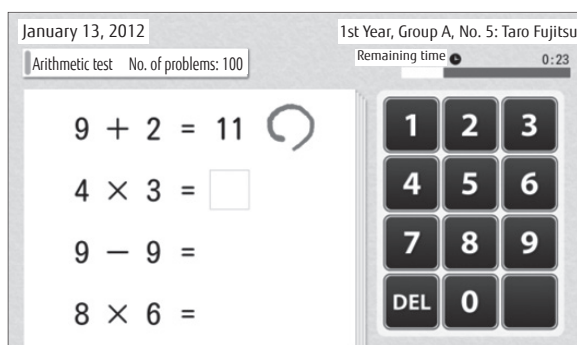 January 13, 2012
1st Year, Group A, No. 5: Taro Fujitsu
Arithmetic test No. of problems: 100
Remaining time 0:23
9 + 2 = 11
4 × 3 =
9 − 9 =
8 × 6 =
1 2 3
4 5 6
7 8 9
DEL 0